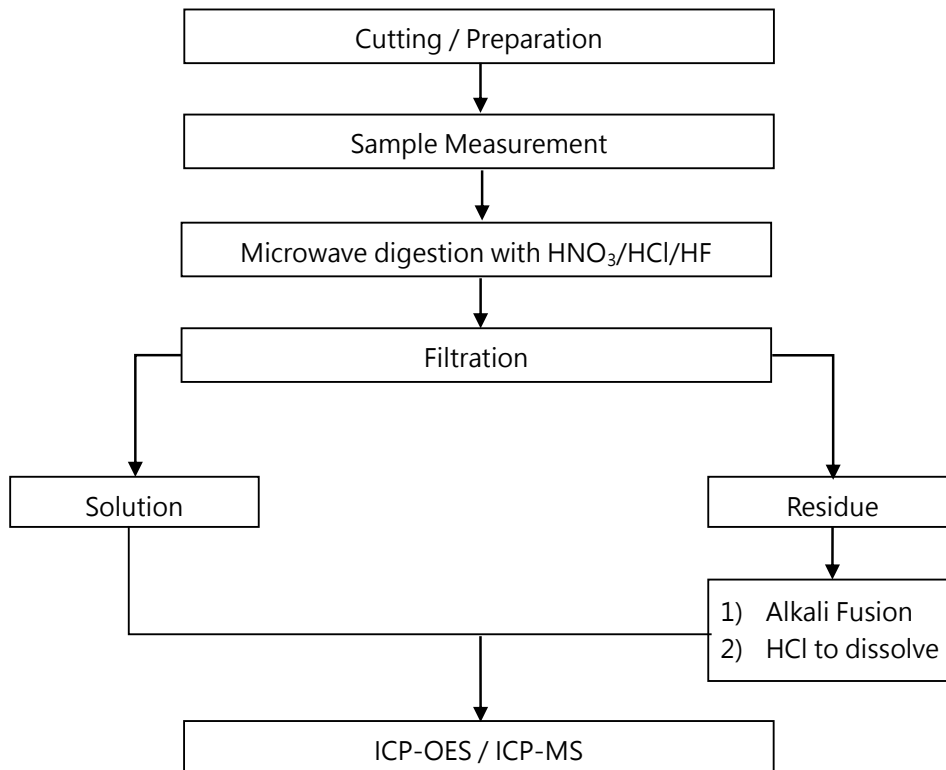 Cutting / Preparation
Sample Measurement
Microwave digestion with HNO₃/HCl/HF
Filtration
Solution
Residue
1) Alkali Fusion
2) HCl to dissolve
ICP-OES / ICP-MS